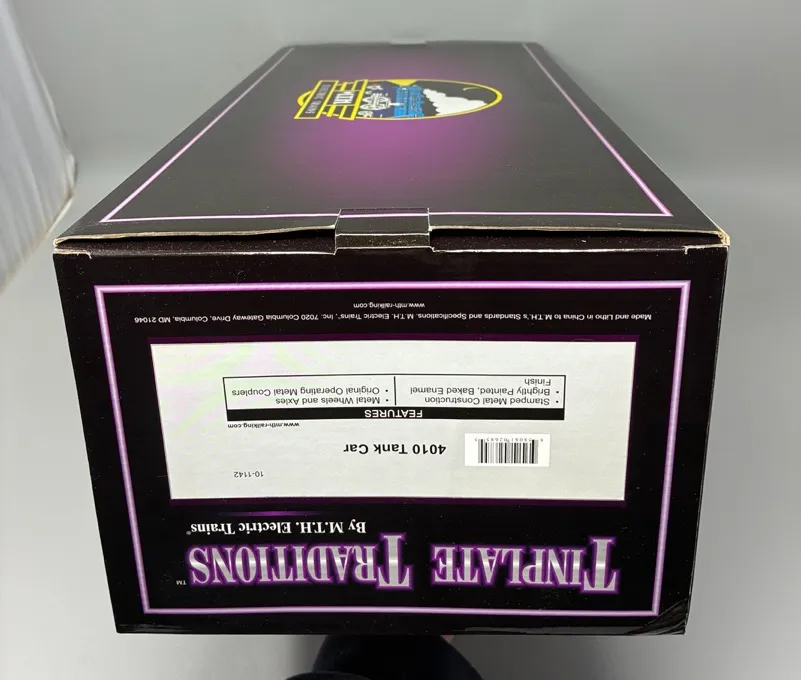 TINPLATE TRADITIONS™
By M.T.H. Electric Trains®
10-1142
4010 Tank Car
www.mth-railking.com
FEATURES
• Stamped Metal Construction
• Brightly Painted, Baked Enamel
Finish
• Metal Wheels and Axles
• Original Operating Metal Couplers
Made and Litho in China to M.T.H.'s Standards and Specifications. M.T.H. Electric Trains®, Inc. 7020 Columbia Gateway Drive, Columbia, MD 21046
www.mth-railking.com